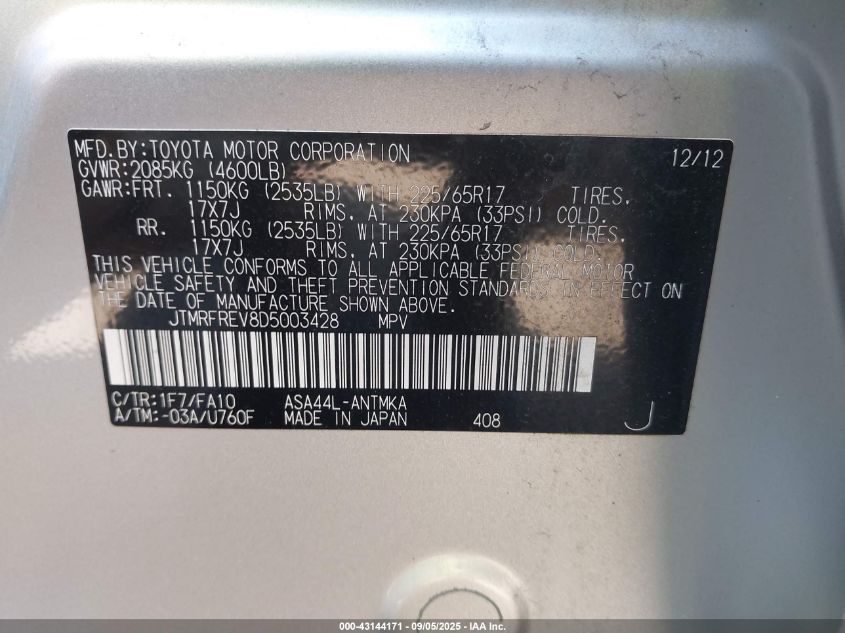 MFD.BY:TOYOTA MOTOR CORPORATION 12/12
GVWR:2085KG (4600LB)
GAWR:FRT. 1150KG (2535LB) WITH 225/65R17 TIRES,
17X7J RIMS, AT 230KPA (33PSI) COLD.
RR. 1150KG (2535LB) WITH 225/65R17 TIRES,
17X7J RIMS, AT 230KPA (33PSI) COLD.
THIS VEHICLE CONFORMS TO ALL APPLICABLE FEDERAL MOTOR
VEHICLE SAFETY AND THEFT PREVENTION STANDARDS IN EFFECT ON
THE DATE OF MANUFACTURE SHOWN ABOVE.
JTMRFREV8D5003428 MPV
C/TR:1F7/FA10 ASA44L-ANTMKA
A/TM:-03A/U760F MADE IN JAPAN 408 J
000-43144171 - 09/05/2025 - IAA Inc.